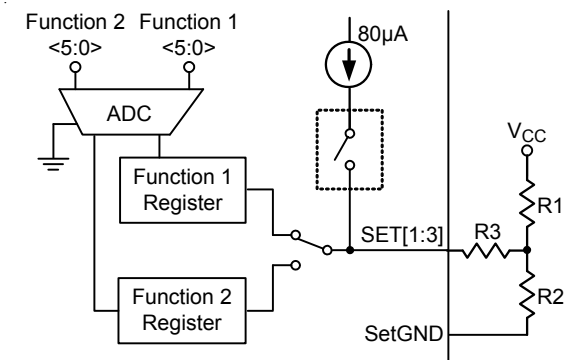 Function 2 Function 1
<5:0> <5:0>
80µA
ADC
V_CC
Function 1
Register
R1
SET[1:3]
R3
Function 2
Register
R2
SetGND